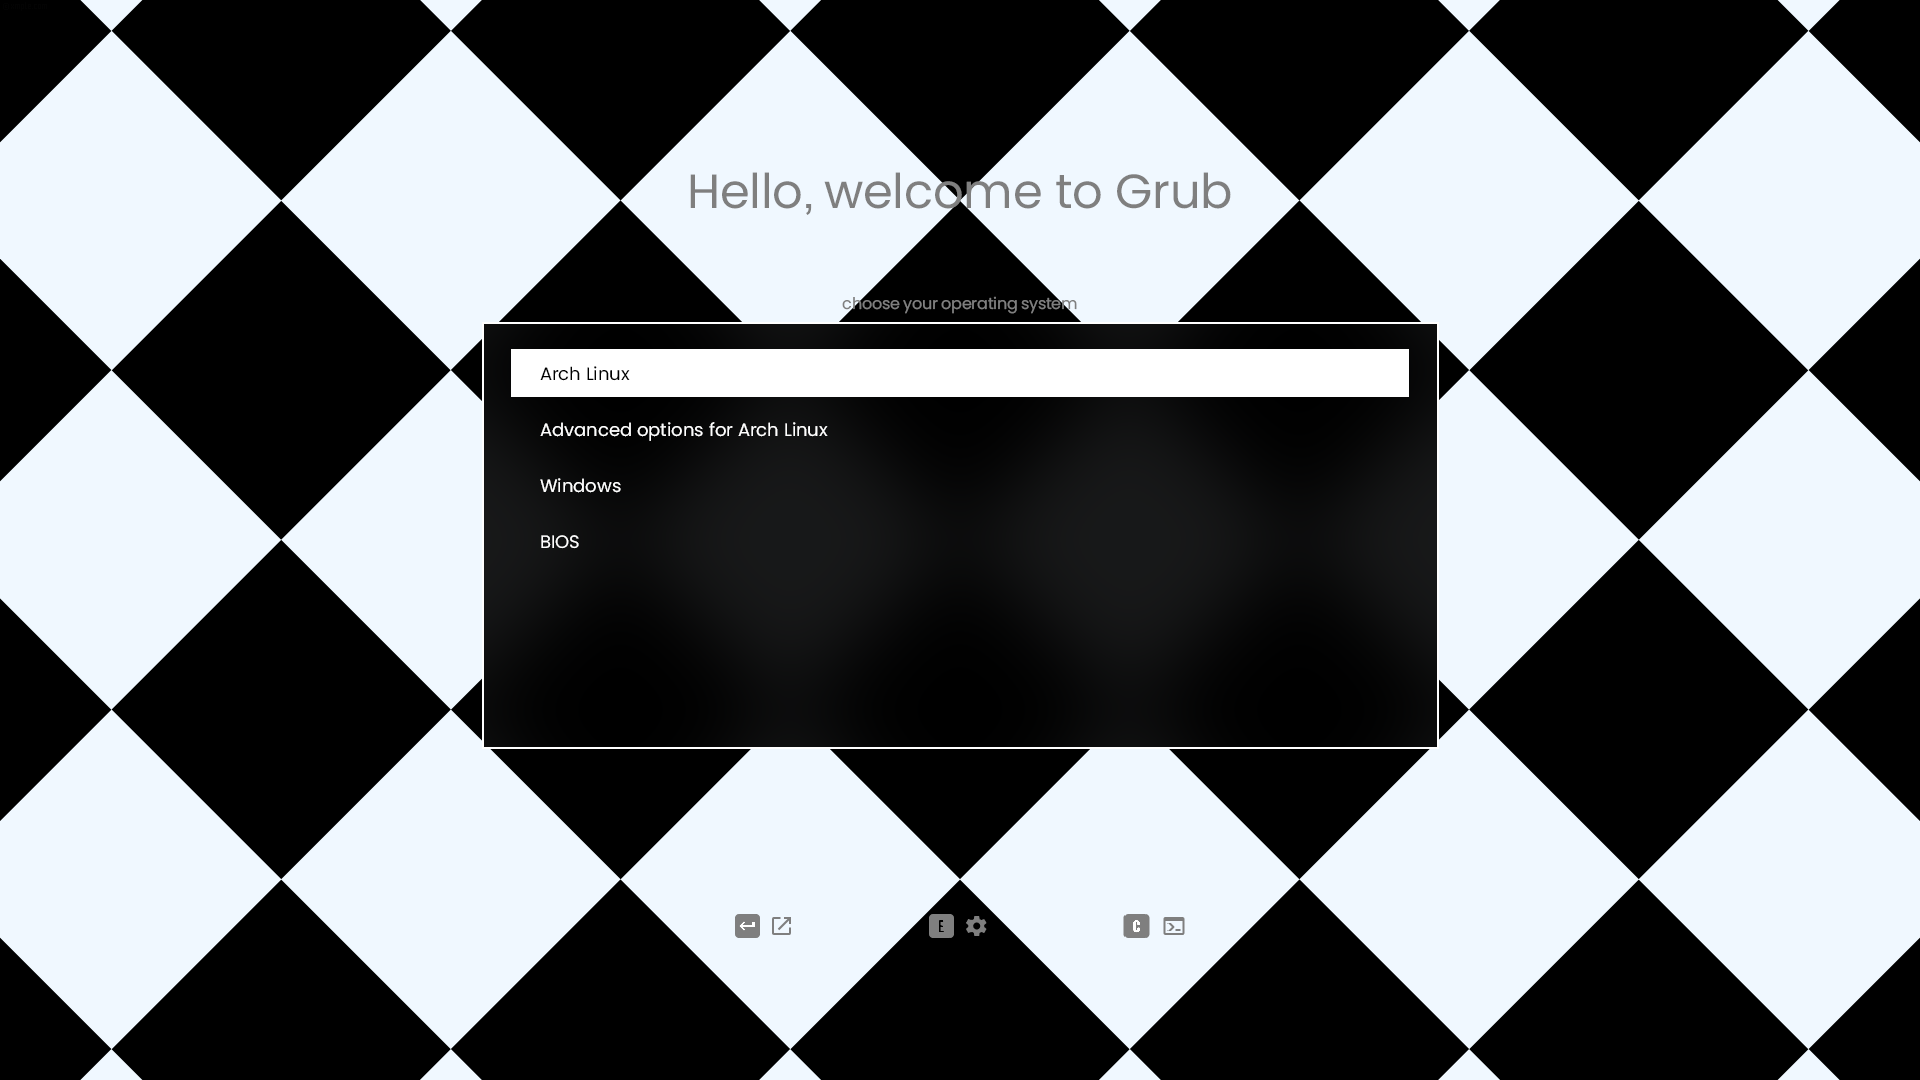 Hello, welcome to Grub
choose your operating system
Arch Linux
Advanced options for Arch Linux
Windows
BIOS
E
C